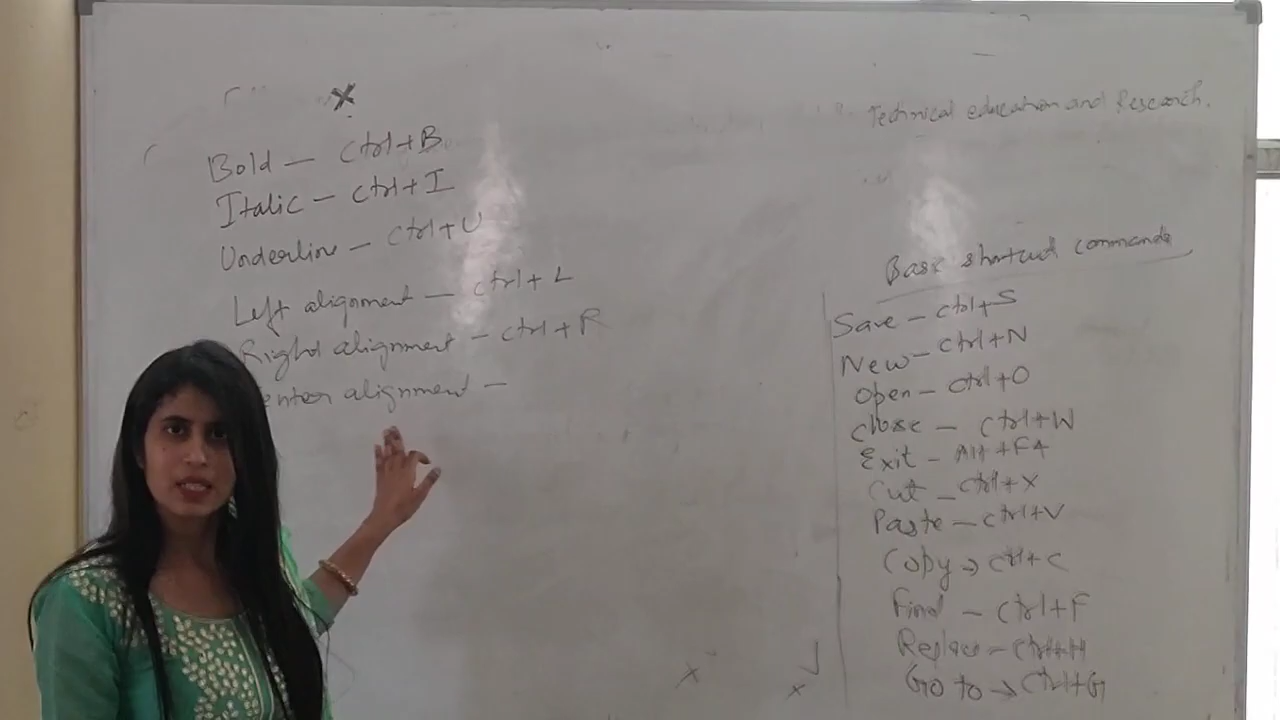 x
Bold — Ctrl+B
Italic — Ctrl+I
Underline — Ctrl+U
Left alignment — Ctrl+L
Right alignment — Ctrl+R
enter alignment —
Technical education and Research.
Basic shortcut commands
Save — Ctrl+S
New — Ctrl+N
Open — Ctrl+O
Close — Ctrl+W
Exit — Alt+F4
Cut — Ctrl+X
Paste — Ctrl+V
Copy → Ctrl+C
Find — Ctrl+F
Replace — Ctrl+H
Go to → Ctrl+G